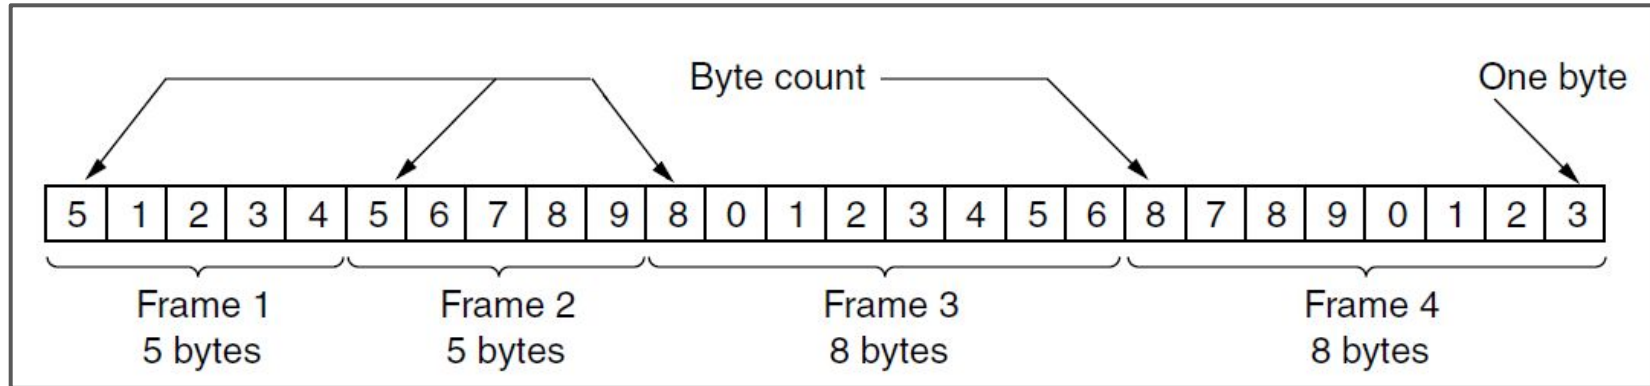 Byte count One byte
5 1 2 3 4 5 6 7 8 9 8 0 1 2 3 4 5 6 8 7 8 9 0 1 2 3
Frame 1 Frame 2 Frame 3 Frame 4
5 bytes 5 bytes 8 bytes 8 bytes